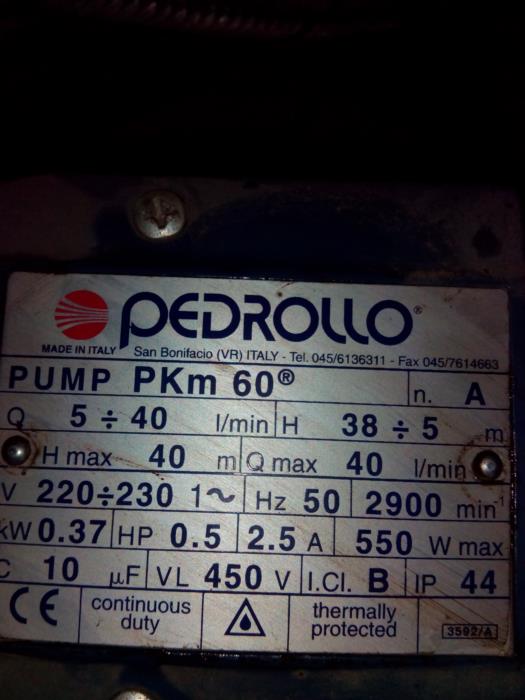 PEDROLLO®
MADE IN ITALY San Bonifacio (VR) ITALY - Tel. 045/6136311 - Fax 045/7614663
PUMP PKm 60® n. A
Q 5 ÷ 40 l/min H 38 ÷ 5 m
H max 40 m Q max 40 l/min
V 220÷230 1~ Hz 50 2900 min-1
kW 0.37 HP 0.5 2.5 A 550 W max
C 10 µF VL 450 V I.Cl. B IP 44
CE continuous duty thermally protected 3592/A